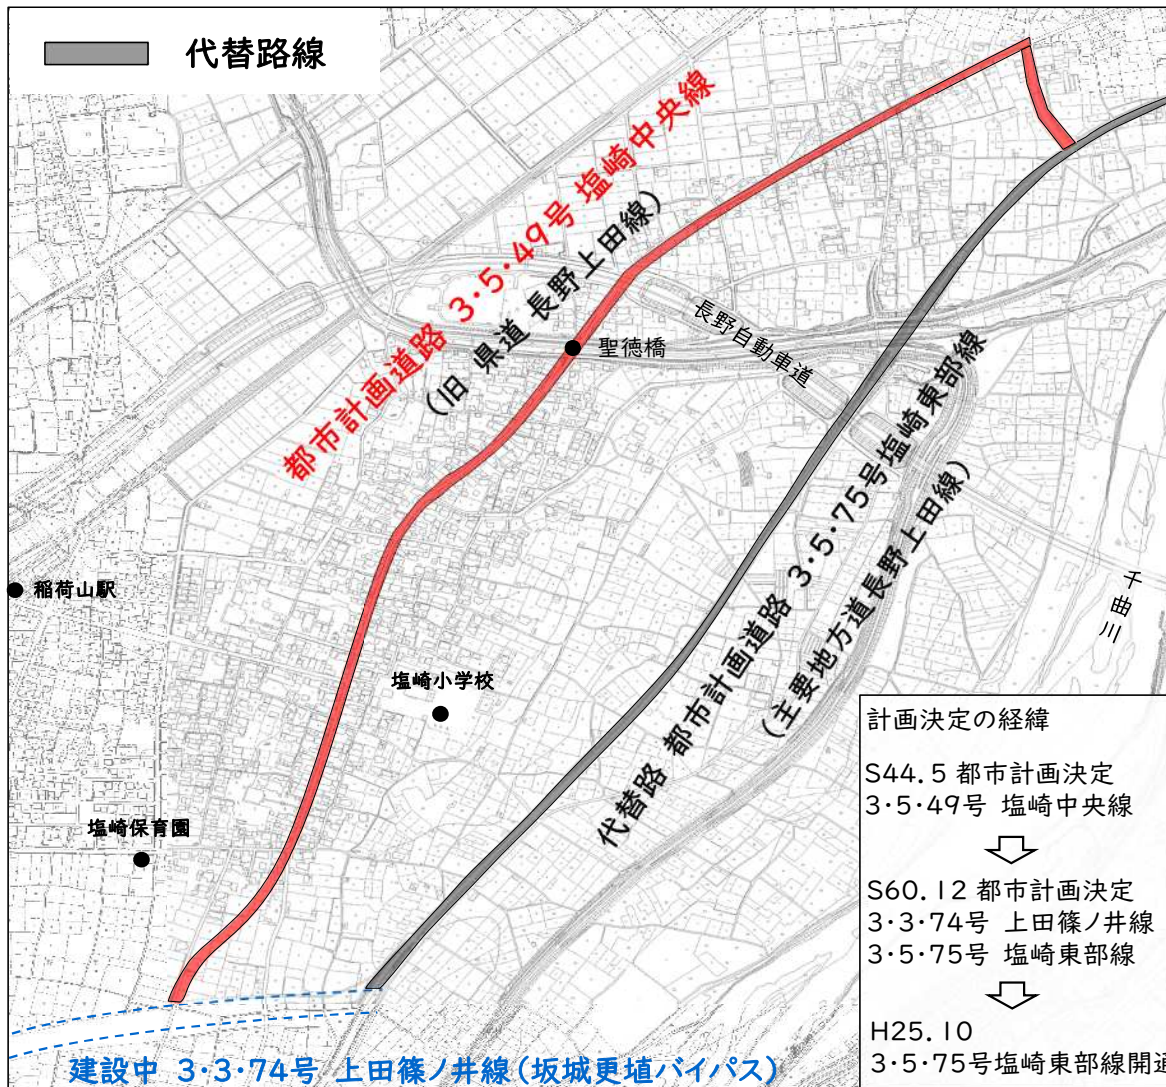 代替路線
都市計画道路 3・5・49号 塩崎中央線
(旧 県道 長野上田線)
聖徳橋
長野自動車道
代替路 都市計画道路 3・5・75号塩崎東部線
(主要地方道長野上田線)
千曲川
稲荷山駅
塩崎小学校
塩崎保育園
計画決定の経緯
S44.5 都市計画決定
3・5・49号 塩崎中央線
S60.12 都市計画決定
3・3・74号 上田篠ノ井線
3・5・75号 塩崎東部線
H25.10
3・5・75号塩崎東部線開通
建設中 3・3・74号 上田篠ノ井線(坂城更埴バイパス)